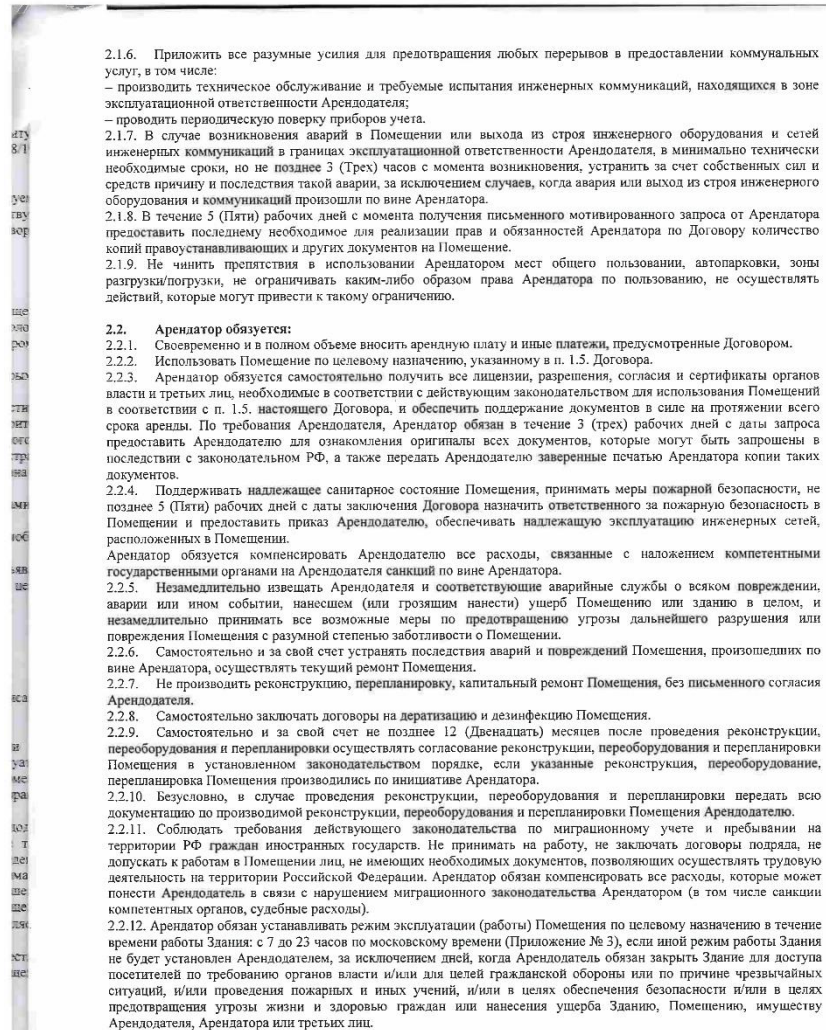 2.1.6. Приложить все разумные усилия для предотвращения любых перерывов в предоставлении коммунальных
услуг, в том числе:
– производить техническое обслуживание и требуемые испытания инженерных коммуникаций, находящихся в зоне
эксплуатационной ответственности Арендодателя;
– проводить периодическую поверку приборов учета.
2.1.7. В случае возникновения аварий в Помещении или выхода из строя инженерного оборудования и сетей
инженерных коммуникаций в границах эксплуатационной ответственности Арендодателя, в минимально технически
необходимые сроки, но не позднее 3 (Трех) часов с момента возникновения, устранить за счет собственных сил и
средств причину и последствия такой аварии, за исключением случаев, когда авария или выход из строя инженерного
оборудования и коммуникаций произошли по вине Арендатора.
2.1.8. В течение 5 (Пяти) рабочих дней с момента получения письменного мотивированного запроса от Арендатора
предоставить последнему необходимое для реализации прав и обязанностей Арендатора по Договору количество
копий правоустанавливающих и других документов на Помещение.
2.1.9. Не чинить препятствия в использовании Арендатором мест общего пользовании, автопарковки, зоны
разгрузки/погрузки, не ограничивать каким-либо образом права Арендатора по пользованию, не осуществлять
действий, которые могут привести к такому ограничению.
2.2. Арендатор обязуется:
2.2.1. Своевременно и в полном объеме вносить арендную плату и иные платежи, предусмотренные Договором.
2.2.2. Использовать Помещение по целевому назначению, указанному в п. 1.5. Договора.
2.2.3. Арендатор обязуется самостоятельно получить все лицензии, разрешения, согласия и сертификаты органов
власти и третьих лиц, необходимые в соответствии с действующим законодательством для использования Помещений
в соответствии с п. 1.5. настоящего Договора, и обеспечить поддержание документов в силе на протяжении всего
срока аренды. По требования Арендодателя, Арендатор обязан в течение 3 (трех) рабочих дней с даты запроса
предоставить Арендодателю для ознакомления оригиналы всех документов, которые могут быть запрошены в
последствии с законодательном РФ, а также передать Арендодателю заверенные печатью Арендатора копии таких
документов.
2.2.4. Поддерживать надлежащее санитарное состояние Помещения, принимать меры пожарной безопасности, не
позднее 5 (Пяти) рабочих дней с даты заключения Договора назначить ответственного за пожарную безопасность в
Помещении и предоставить приказ Арендодателю, обеспечивать надлежащую эксплуатацию инженерных сетей,
расположенных в Помещении.
Арендатор обязуется компенсировать Арендодателю все расходы, связанные с наложением компетентными
государственными органами на Арендодателя санкций по вине Арендатора.
2.2.5. Незамедлительно извещать Арендодателя и соответствующие аварийные службы о всяком повреждении,
аварии или ином событии, нанесшем (или грозящим нанести) ущерб Помещению или зданию в целом, и
незамедлительно принимать все возможные меры по предотвращению угрозы дальнейшего разрушения или
повреждения Помещения с разумной степенью заботливости о Помещении.
2.2.6. Самостоятельно и за свой счет устранять последствия аварий и повреждений Помещения, произошедших по
вине Арендатора, осуществлять текущий ремонт Помещения.
2.2.7. Не производить реконструкцию, перепланировку, капитальный ремонт Помещения, без письменного согласия
Арендодателя.
2.2.8. Самостоятельно заключать договоры на дератизацию и дезинфекцию Помещения.
2.2.9. Самостоятельно и за свой счет не позднее 12 (Двенадцать) месяцев после проведения реконструкции,
переоборудования и перепланировки осуществлять согласование реконструкции, переоборудования и перепланировки
Помещения в установленном законодательством порядке, если указанные реконструкция, переоборудование,
перепланировка Помещения производились по инициативе Арендатора.
2.2.10. Безусловно, в случае проведения реконструкции, переоборудования и перепланировки передать всю
документацию по производимой реконструкции, переоборудования и перепланировки Помещения Арендодателю.
2.2.11. Соблюдать требования действующего законодательства по миграционному учете и пребывании на
территории РФ граждан иностранных государств. Не принимать на работу, не заключать договоры подряда, не
допускать к работам в Помещении лиц, не имеющих необходимых документов, позволяющих осуществлять трудовую
деятельность на территории Российской Федерации. Арендатор обязан компенсировать все расходы, которые может
понести Арендодатель в связи с нарушением миграционного законодательства Арендатором (в том числе санкции
компетентных органов, судебные расходы).
2.2.12. Арендатор обязан устанавливать режим эксплуатации (работы) Помещения по целевому назначению в течение
времени работы Здания: с 7 до 23 часов по московскому времени (Приложение № 3), если иной режим работы Здания
не будет установлен Арендодателем, за исключением дней, когда Арендодатель обязан закрыть Здание для доступа
посетителей по требованию органов власти и/или для целей гражданской обороны или по причине чрезвычайных
ситуаций, и/или проведения пожарных и иных учений, и/или в целях обеспечения безопасности и/или в целях
предотвращения угрозы жизни и здоровью граждан или нанесения ущерба Зданию, Помещению, имуществу
Арендодателя, Арендатора или третьих лиц.